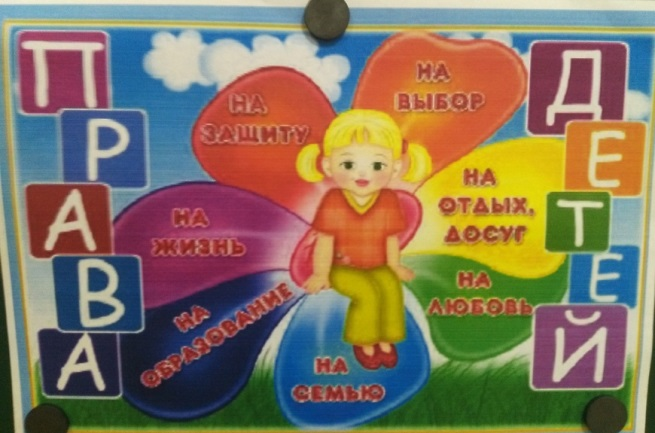 ПРАВА
ДЕТЕЙ
НА
ЗАЩИТУ
НА
ВЫБОР
НА
ОТДЫХ,
ДОСУГ
НА
ЛЮБОВЬ
НА
СЕМЬЮ
НА
ОБРАЗОВАНИЕ
НА
ЖИЗНЬ